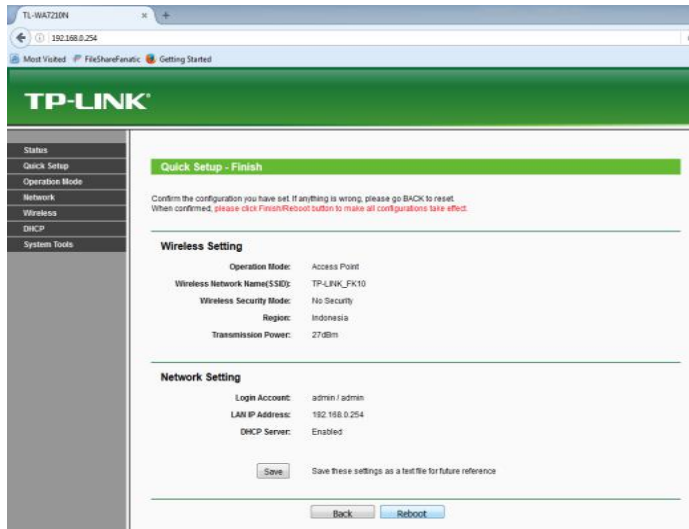 TL-WA7210N
192.168.0.254
Most Visited FileShareFanatic Getting Started
TP-LINK
Status
Quick Setup
Operation Mode
Network
Wireless
DHCP
System Tools
Quick Setup - Finish
Confirm the configuration you have set. If anything is wrong, please go BACK to reset.
When confirmed, please click Finish/Reboot button to make all configurations take effect.
Wireless Setting
Operation Mode: Access Point
Wireless Network Name(SSID): TP-LINK_FK10
Wireless Security Mode: No Security
Region: Indonesia
Transmission Power: 27dBm
Network Setting
Login Account: admin / admin
LAN IP Address: 192.168.0.254
DHCP Server: Enabled
Save Save these settings as a text file for future reference
Back Reboot